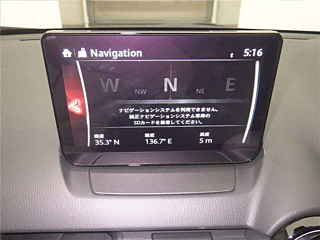 Navigation 5:16
W NW N NE E
ナビゲーションシステムを利用できません。
純正ナビゲーションシステム専用の
SDカードを装着してください。
緯度 経度 高度
35.3° N 136.7° E 5 m